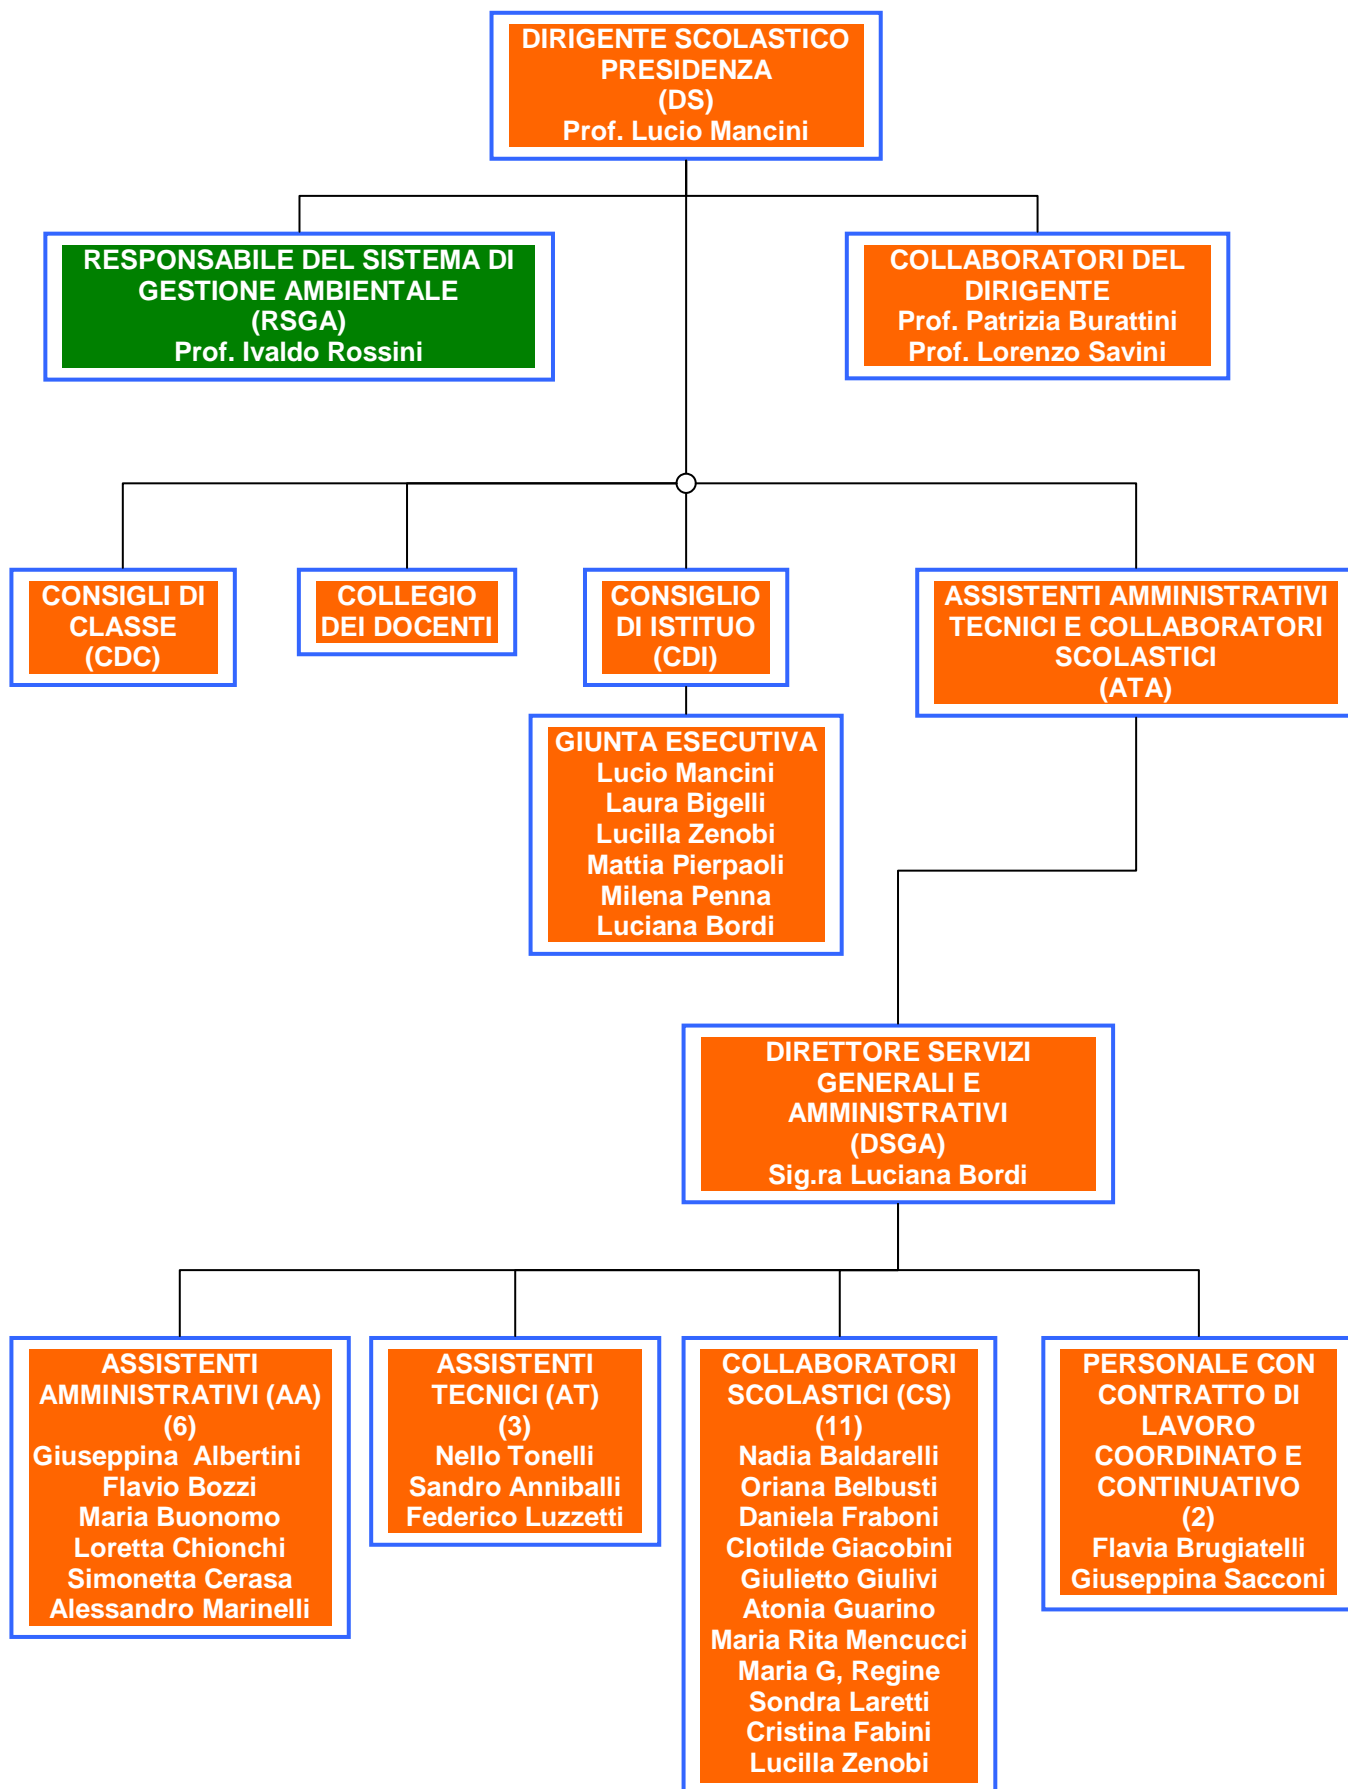 DIRIGENTE SCOLASTICO
PRESIDENZA
(DS)
Prof. Lucio Mancini
RESPONSABILE DEL SISTEMA DI
GESTIONE AMBIENTALE
(RSGA)
Prof. Ivaldo Rossini
COLLABORATORI DEL
DIRIGENTE
Prof. Patrizia Burattini
Prof. Lorenzo Savini
CONSIGLI DI
CLASSE
(CDC)
COLLEGIO
DEI DOCENTI
CONSIGLIO
DI ISTITUO
(CDI)
ASSISTENTI AMMINISTRATIVI
TECNICI E COLLABORATORI
SCOLASTICI
(ATA)
GIUNTA ESECUTIVA
Lucio Mancini
Laura Bigelli
Lucilla Zenobi
Mattia Pierpaoli
Milena Penna
Luciana Bordi
DIRETTORE SERVIZI
GENERALI E
AMMINISTRATIVI
(DSGA)
Sig.ra Luciana Bordi
ASSISTENTI
AMMINISTRATIVI (AA)
(6)
Giuseppina  Albertini
Flavio Bozzi
Maria Buonomo
Loretta Chionchi
Simonetta Cerasa
Alessandro Marinelli
ASSISTENTI
TECNICI (AT)
(3)
Nello Tonelli
Sandro Anniballi
Federico Luzzetti
COLLABORATORI
SCOLASTICI (CS)
(11)
Nadia Baldarelli
Oriana Belbusti
Daniela Fraboni
Clotilde Giacobini
Giulietto Giulivi
Atonia Guarino
Maria Rita Mencucci
Maria G, Regine
Sondra Laretti
Cristina Fabini
Lucilla Zenobi
PERSONALE CON
CONTRATTO DI
LAVORO
COORDINATO E
CONTINUATIVO
(2)
Flavia Brugiatelli
Giuseppina Sacconi